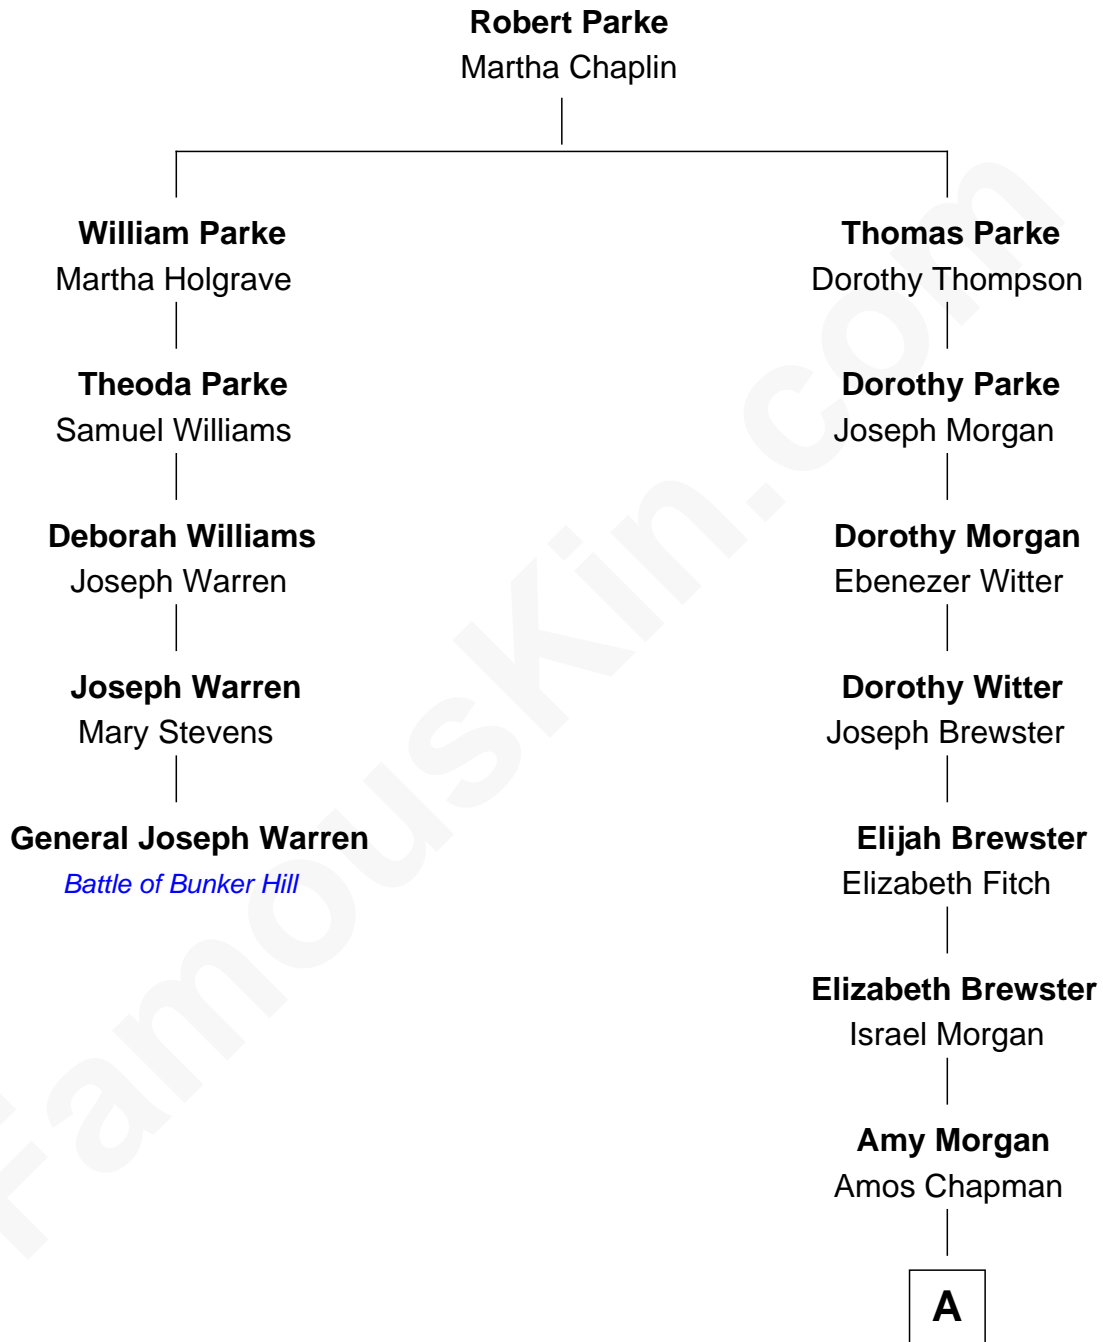 Robert Parke
Martha Chaplin
William Parke
Martha Holgrave
Theoda Parke
Samuel Williams
Deborah Williams
Joseph Warren
Joseph Warren
Mary Stevens
General Joseph Warren
Battle of Bunker Hill
Thomas Parke
Dorothy Thompson
Dorothy Parke
Joseph Morgan
Dorothy Morgan
Ebenezer Witter
Dorothy Witter
Joseph Brewster
Elijah Brewster
Elizabeth Fitch
Elizabeth Brewster
Israel Morgan
Amy Morgan
Amos Chapman
A
FamousKin.com